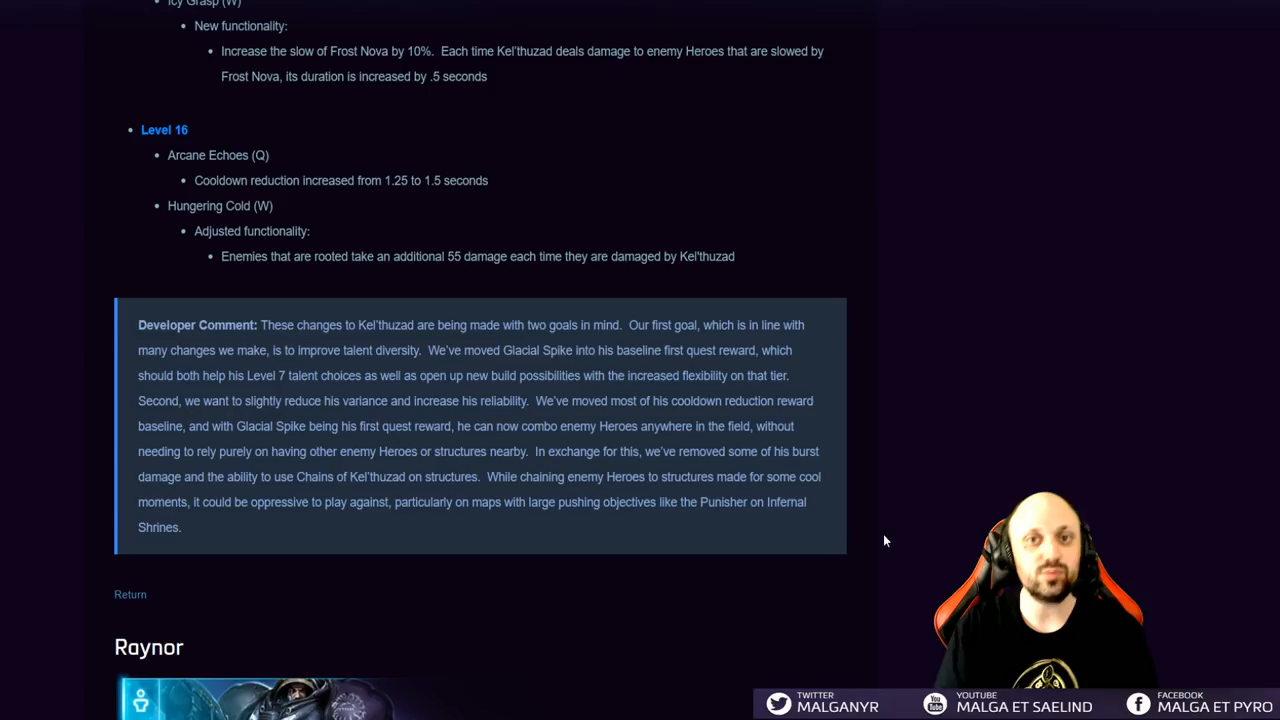 Icy Grasp (W)
New functionality:
Increase the slow of Frost Nova by 10%.  Each time Kel'thuzad deals damage to enemy Heroes that are slowed by
Frost Nova, its duration is increased by .5 seconds
Level 16
Arcane Echoes (Q)
Cooldown reduction increased from 1.25 to 1.5 seconds
Hungering Cold (W)
Adjusted functionality:
Enemies that are rooted take an additional 55 damage each time they are damaged by Kel'thuzad
Developer Comment: These changes to Kel'thuzad are being made with two goals in mind.  Our first goal, which is in line with
many changes we make, is to improve talent diversity.  We've moved Glacial Spike into his baseline first quest reward, which
should both help his Level 7 talent choices as well as open up new build possibilities with the increased flexibility on that tier.
Second, we want to slightly reduce his variance and increase his reliability.  We've moved most of his cooldown reduction reward
baseline, and with Glacial Spike being his first quest reward, he can now combo enemy Heroes anywhere in the field, without
needing to rely purely on having other enemy Heroes or structures nearby.  In exchange for this, we've removed some of his burst
damage and the ability to use Chains of Kel'thuzad on structures.  While chaining enemy Heroes to structures made for some cool
moments, it could be oppressive to play against, particularly on maps with large pushing objectives like the Punisher on Infernal
Shrines.
Return
Raynor
TWITTER
MALGANYR
YOUTUBE
MALGA ET SAELIND
FACEBOOK
MALGA ET PYRO